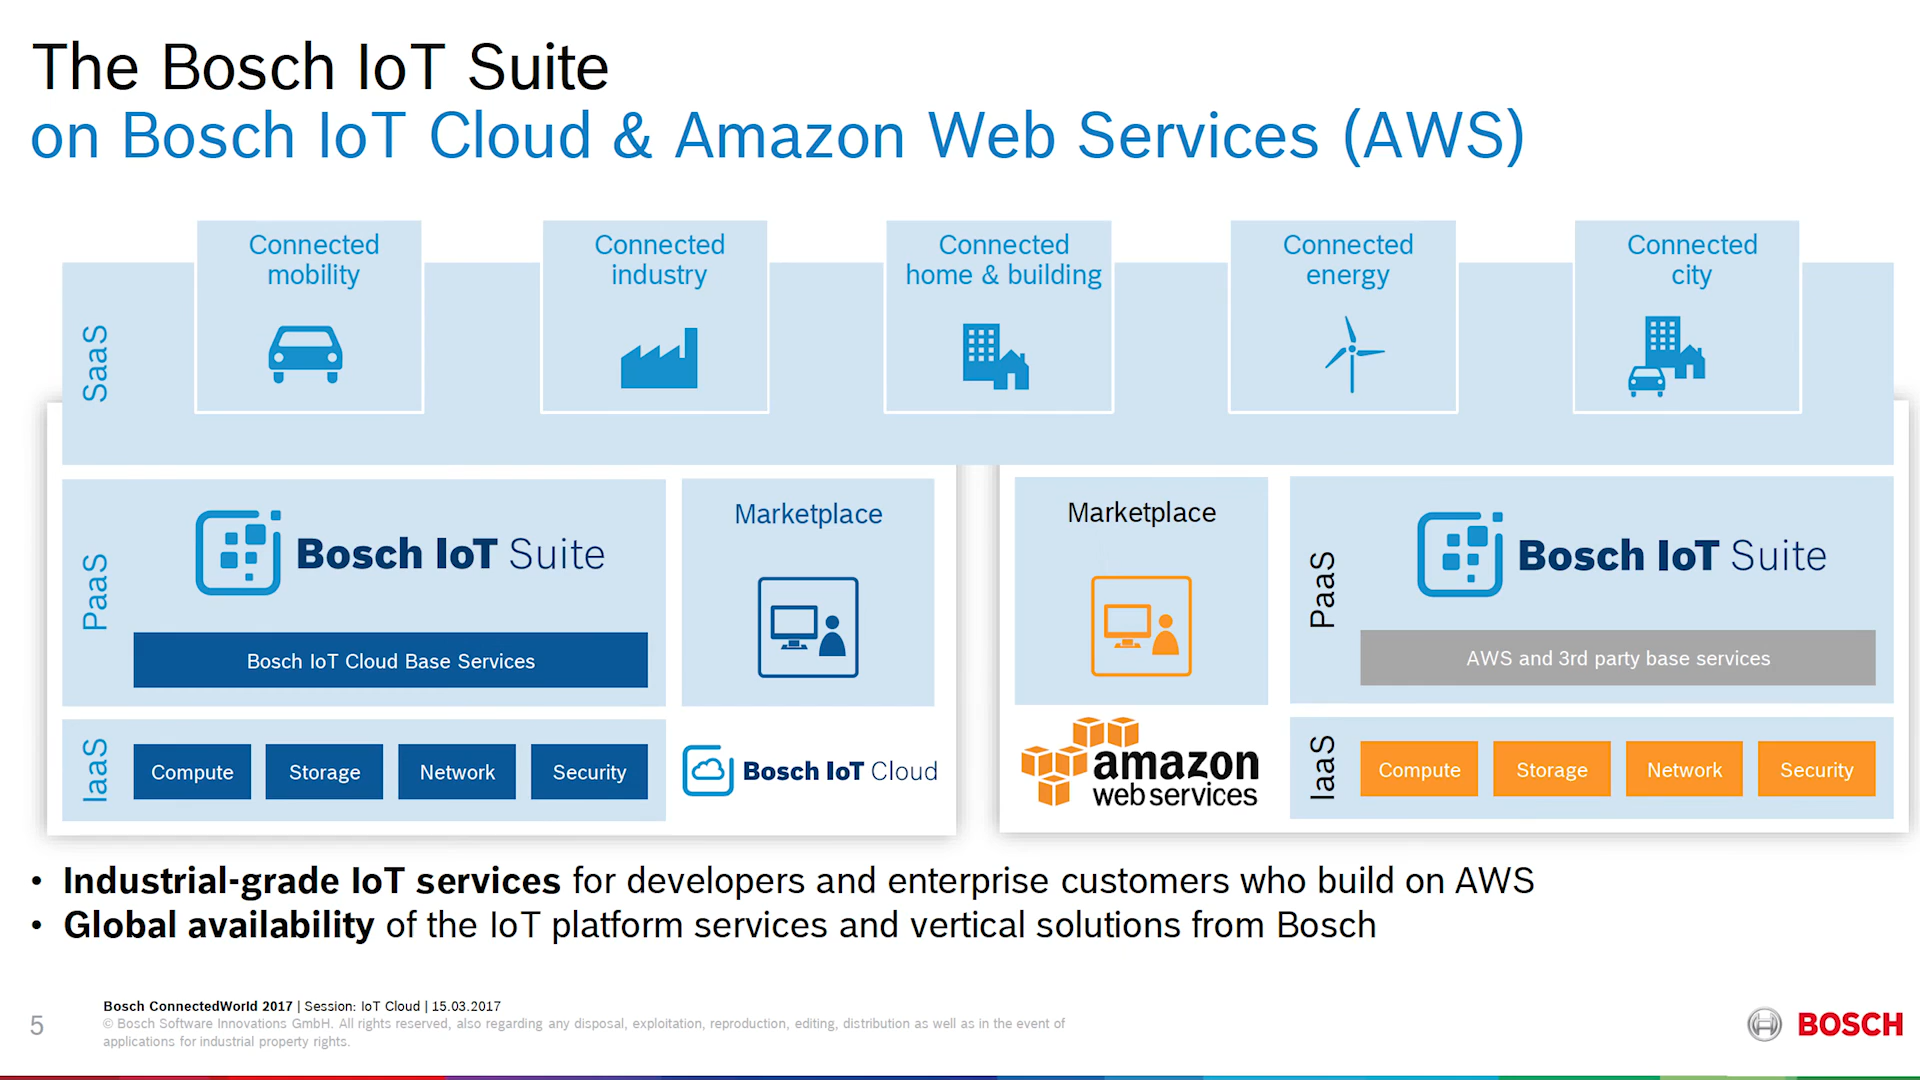 The Bosch IoT Suite
on Bosch IoT Cloud & Amazon Web Services (AWS)
Connected
mobility
Connected
industry
Connected
home & building
Connected
energy
Connected
city
SaaS
PaaS
Bosch IoT Suite
Bosch IoT Cloud Base Services
Marketplace
Marketplace
PaaS
Bosch IoT Suite
AWS and 3rd party base services
IaaS
Compute
Storage
Network
Security
Bosch IoT Cloud
amazon
web services
IaaS
Compute
Storage
Network
Security
• Industrial-grade IoT services for developers and enterprise customers who build on AWS
• Global availability of the IoT platform services and vertical solutions from Bosch
5
Bosch ConnectedWorld 2017 | Session: IoT Cloud | 15.03.2017
© Bosch Software Innovations GmbH. All rights reserved, also regarding any disposal, exploitation, reproduction, editing, distribution as well as in the event of
applications for industrial property rights.
BOSCH